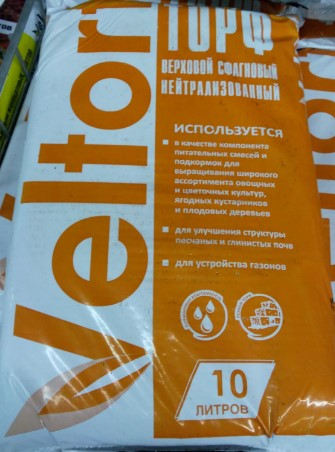 Veltorf
ТОРФ
ВЕРХОВОЙ СФАГНОВЫЙ
НЕЙТРАЛИЗОВАННЫЙ
ИСПОЛЬЗУЕТСЯ
в качестве компонента
питательных смесей и
подкормок для
выращивания широкого
ассортимента овощных
и цветочных культур,
ягодных кустарников
и плодовых деревьев
для улучшения структуры
песчаных и глинистых почв
для устройства газонов
10
ЛИТРОВ